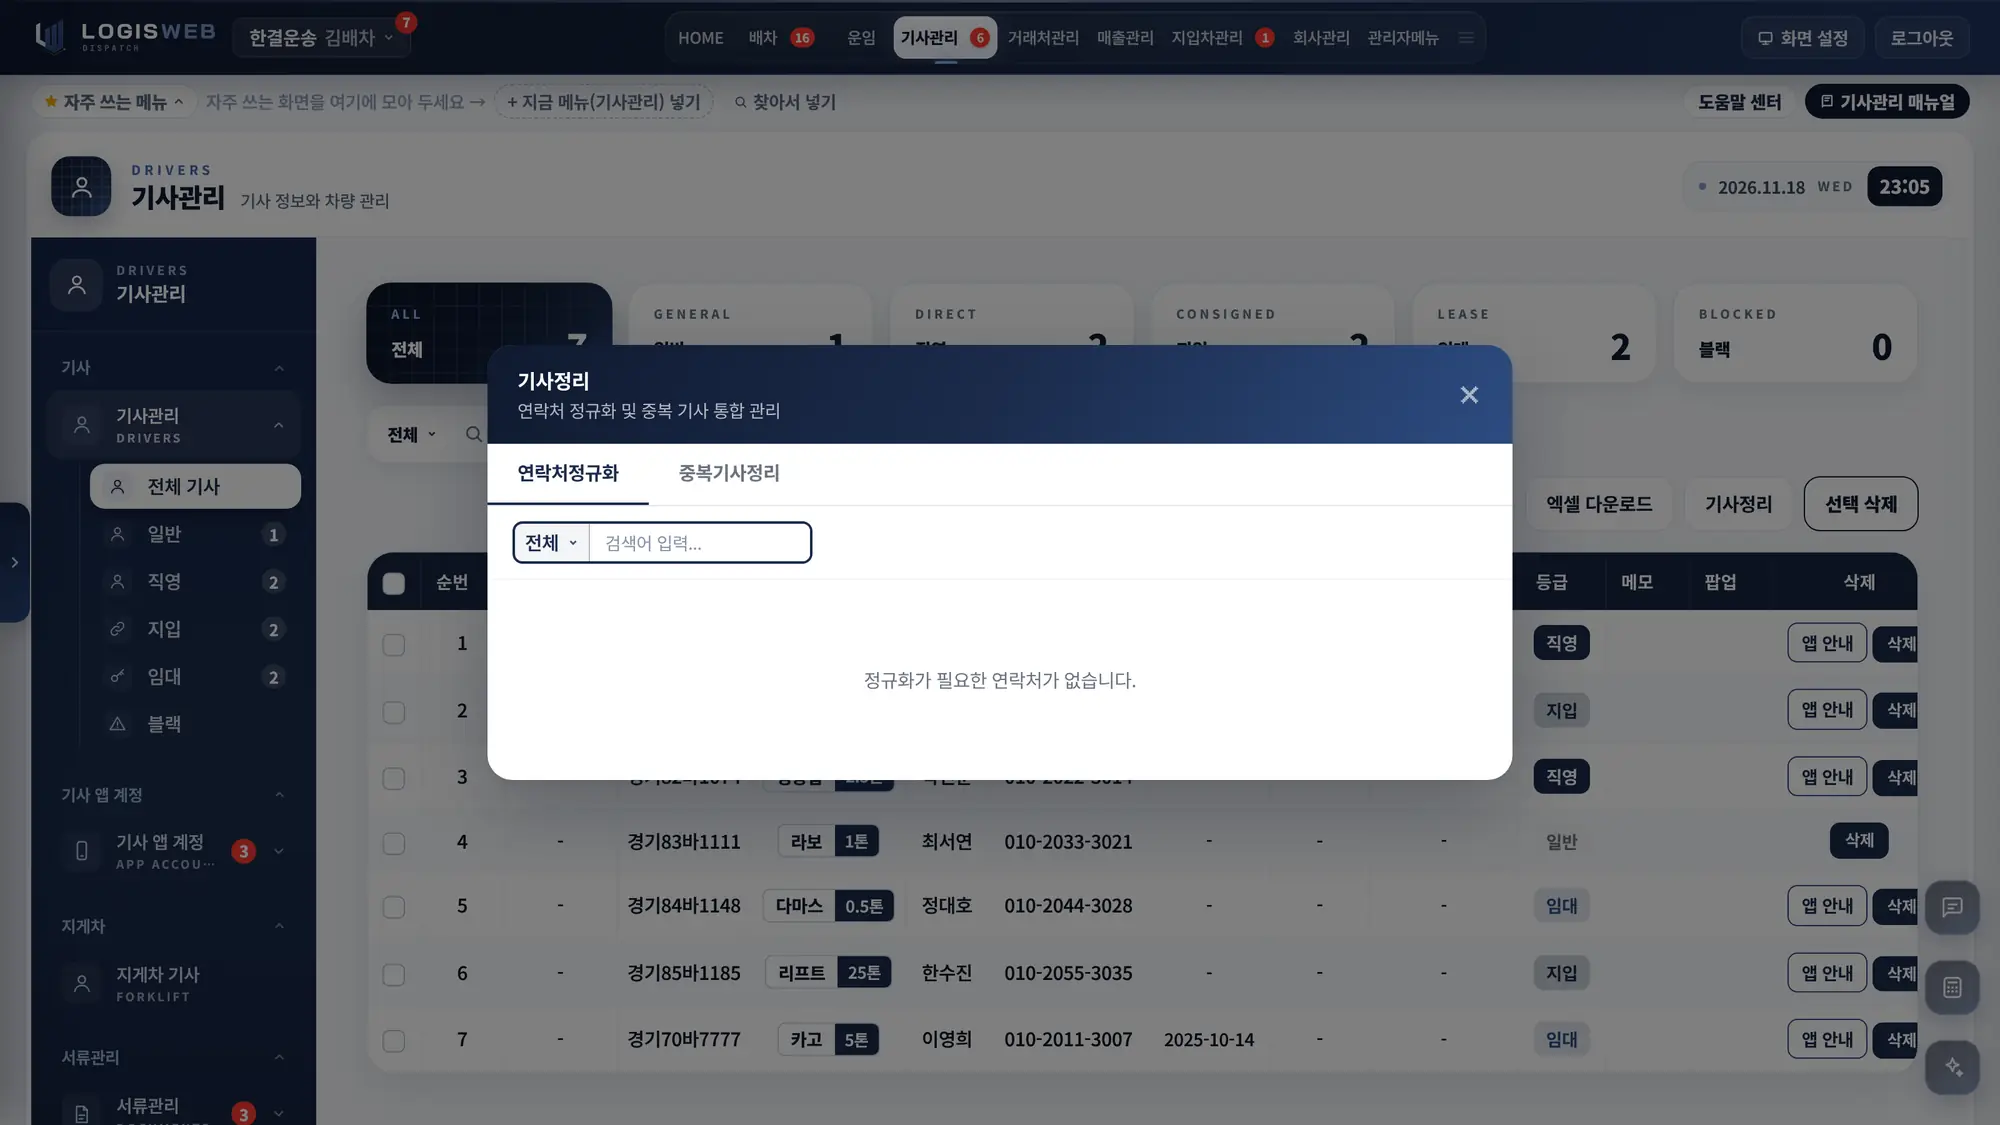 LOGISWEB
DISPATCH
한결운송 김배차
7
HOME
배차 16
운임
기사관리 6
거래처관리
매출관리
지입차관리 1
회사관리
관리자메뉴
화면 설정
로그아웃
★ 자주 쓰는 메뉴
자주 쓰는 화면을 여기에 모아 두세요 →
+ 지금 메뉴(기사관리) 넣기
찾아서 넣기
도움말 센터
기사관리 매뉴얼
DRIVERS
기사관리 기사 정보와 차량 관리
2026.11.18 WED 23:05
DRIVERS
기사관리
기사
기사관리
DRIVERS
전체 기사
일반 1
직영 2
지입 2
임대 2
블랙
기사 앱 계정
기사 앱 계정
APP ACCOU···
3
지게차
지게차 기사
FORKLIFT
서류관리
서류관리
3
ALL
전체 7
GENERAL
1
DIRECT
2
CONSIGNED
2
LEASE
2
BLOCKED
블랙 0
전체
엑셀 다운로드
기사정리
선택 삭제
기사정리
연락처 정규화 및 중복 기사 통합 관리
연락처정규화
중복기사정리
전체
검색어 입력...
정규화가 필요한 연락처가 없습니다.
순번 등급 메모 팝업 삭제
1 직영 앱 안내 삭제
2 지입 앱 안내 삭제
3 직영 앱 안내 삭제
4 - 경기83바1111 라보 1톤 최서연 010-2033-3021 - - - 일반 삭제
5 - 경기84바1148 다마스 0.5톤 정대호 010-2044-3028 - - - 임대 앱 안내 삭제
6 - 경기85바1185 리프트 25톤 한수진 010-2055-3035 - - - 지입 앱 안내 삭제
7 - 경기70바7777 카고 5톤 이영희 010-2011-3007 2025-10-14 - - 임대 앱 안내 삭제